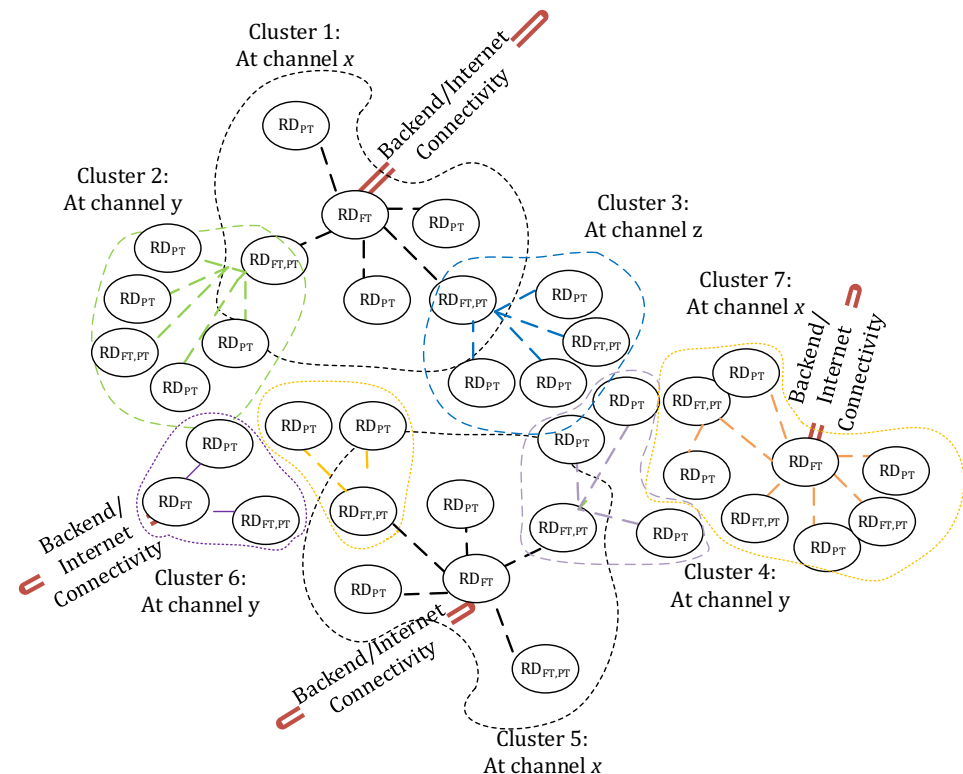 Cluster 1:
At channel x
Backend/Internet
Connectivity
RDPT
Cluster 2:
At channel y
RDFT
RDPT
Cluster 3:
At channel z
RDPT
RDFT,PT
RDPT
RDPT
RDFT,PT
RDPT
Cluster 7:
At channel x
Backend/
Internet
Connectivity
RDFT,PT
RDPT
RDPT
RDFT,PT
RDPT
RDPT
RDPT
RDPT
RDFT,PT
RDPT
RDPT
RDPT
RDPT
RDFT
RDPT
RDPT
RDPT
RDFT
RDFT,PT
RDFT,PT
RDPT
RDFT,PT
RDPT
RDFT,PT
RDFT,PT
RDPT
Backend/
Internet
Connectivity
Cluster 6:
At channel y
RDPT
RDFT
Cluster 4:
At channel y
Backend/Internet
Connectivity
RDFT,PT
Cluster 5:
At channel x